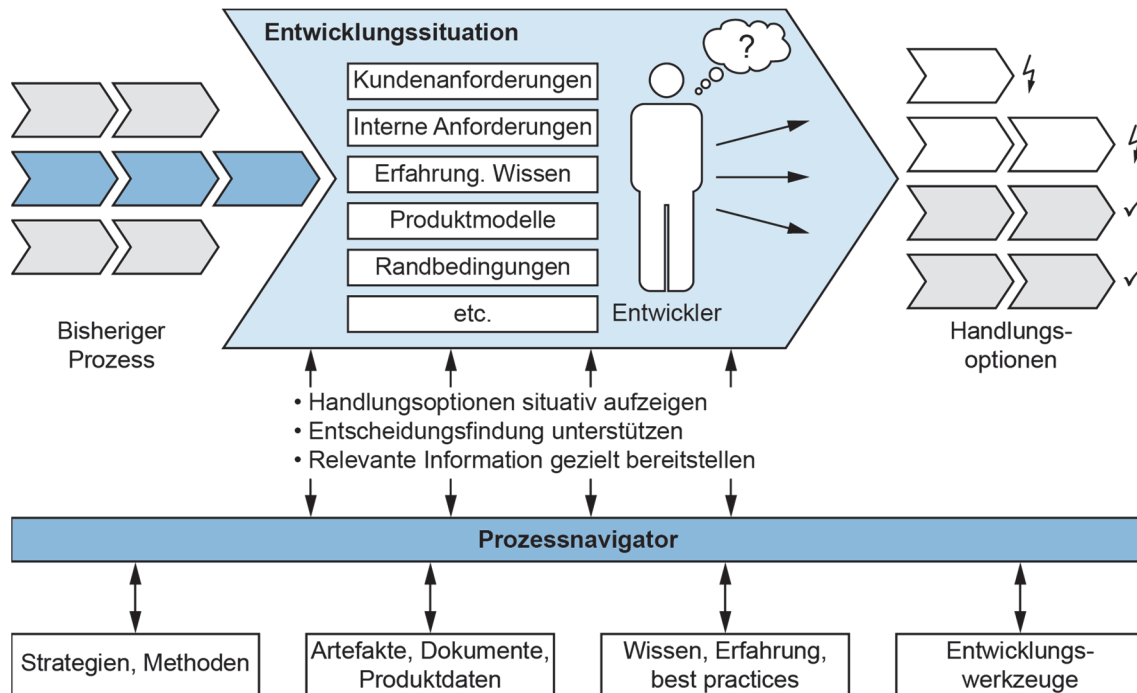 Entwicklungssituation
?
Kundenanforderungen
Interne Anforderungen
Erfahrung. Wissen
Produktmodelle
Randbedingungen
etc.
Entwickler
Bisheriger
Prozess
Handlungs-
optionen
• Handlungsoptionen situativ aufzeigen
• Entscheidungsfindung unterstützen
• Relevante Information gezielt bereitstellen
Prozessnavigator
Strategien, Methoden
Artefakte, Dokumente,
Produktdaten
Wissen, Erfahrung,
best practices
Entwicklungs-
werkzeuge